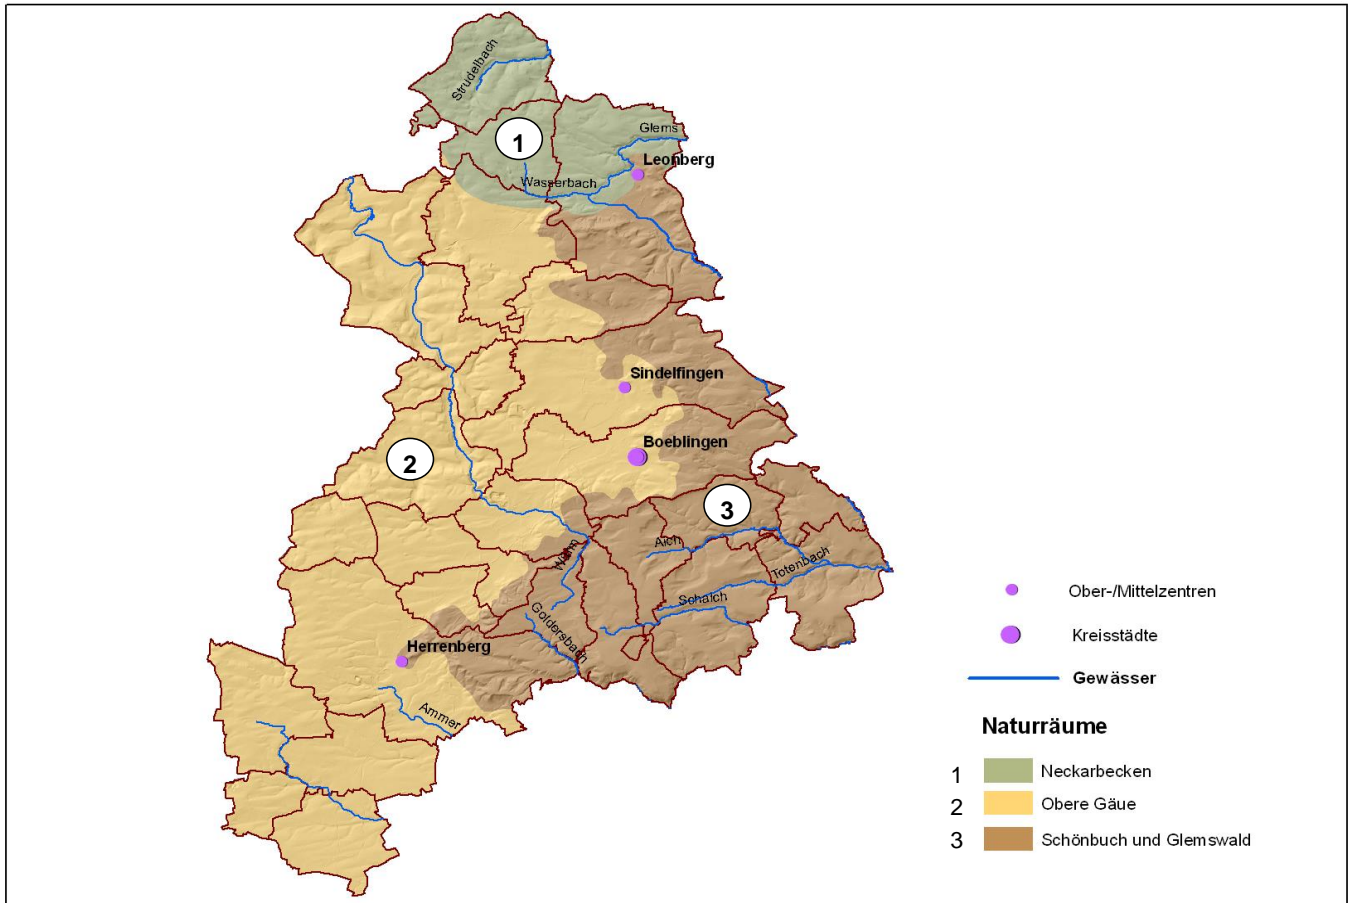 Strudelbach
1
Glems
Leonberg
Wasserbach
Sindelfingen
Boeblingen
2
3
Aich
Würm
Totenbach
Schaich
Goldersbach
Herrenberg
Ammer
Ober-/Mittelzentren
Kreisstädte
Gewässer
Naturräume
1 Neckarbecken
2 Obere Gäue
3 Schönbuch und Glemswald